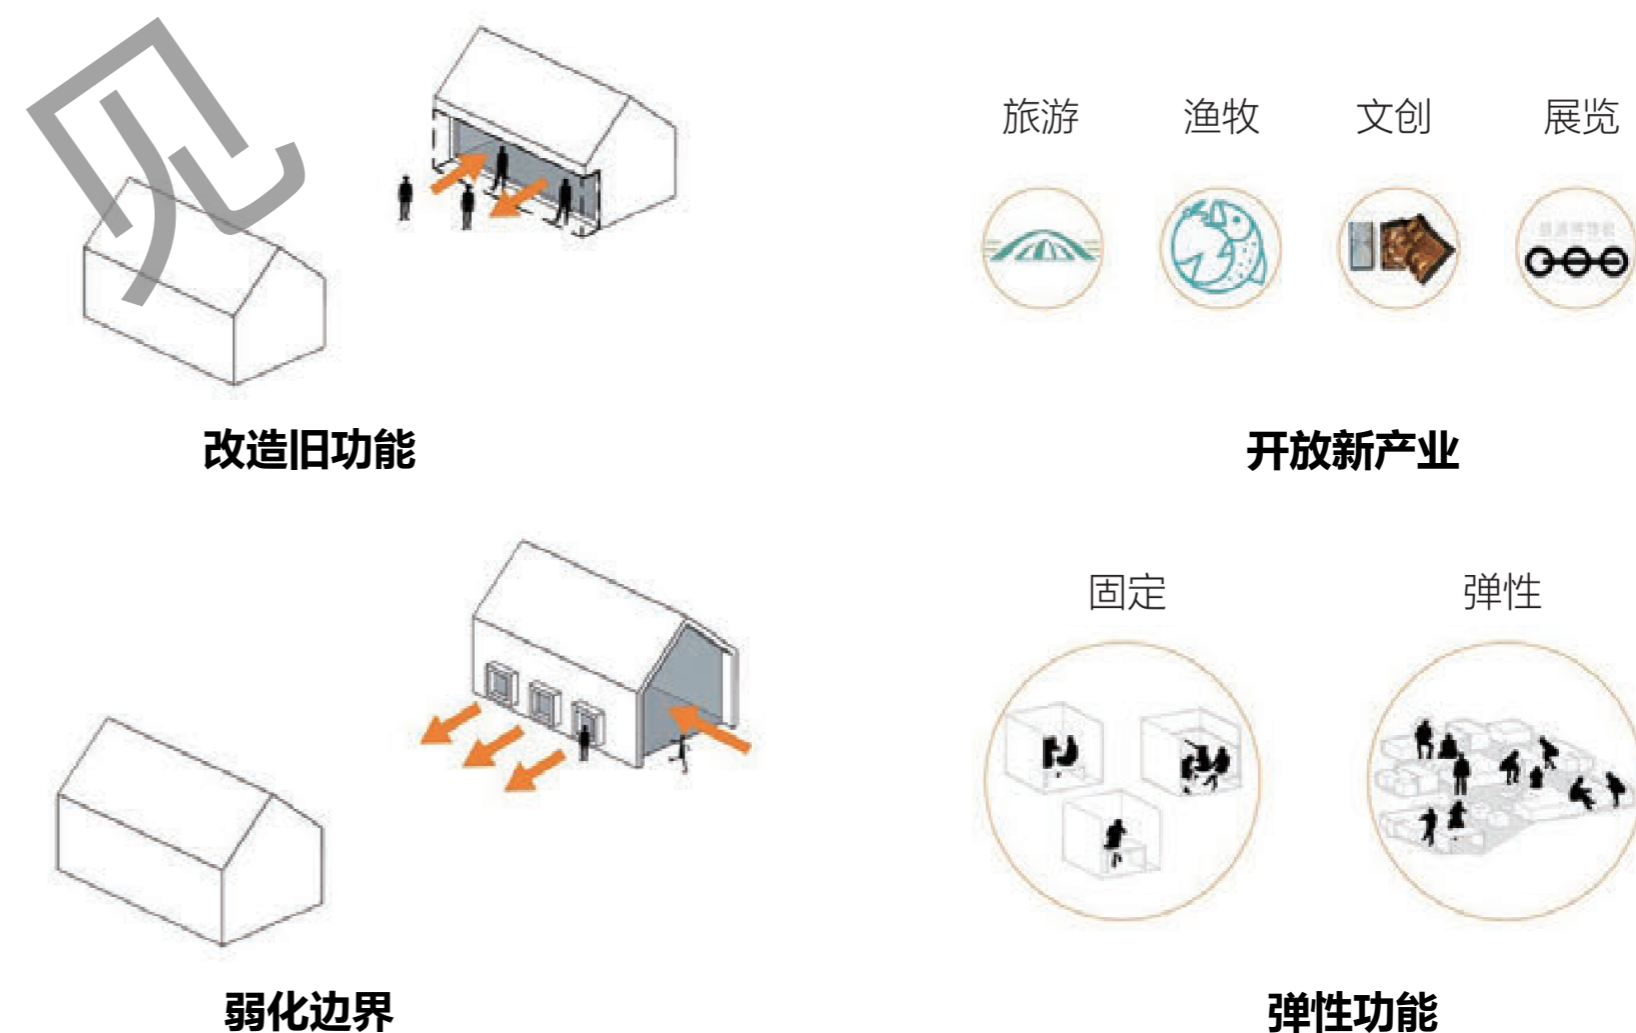 见
旅游 渔牧 文创 展览
改造旧功能 开放新产业
固定 弹性
弱化边界 弹性功能